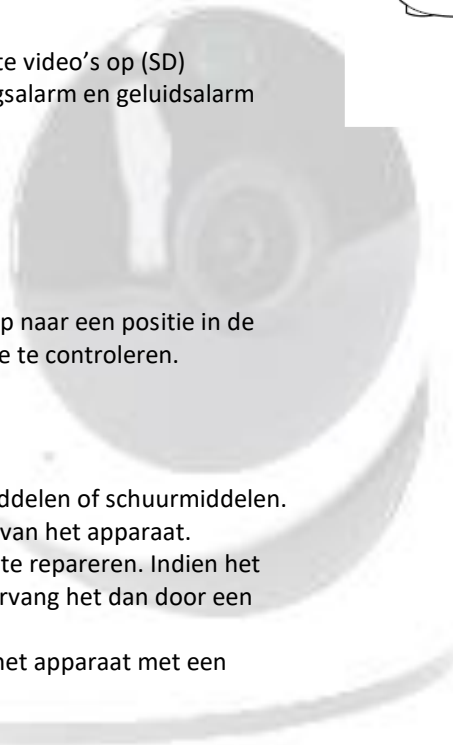 te video’s op (SD)
gsalarm en geluidsalarm
p naar een positie in de
e te controleren.
ddelen of schuurmiddelen.
van het apparaat.
te repareren. Indien het
rvang het dan door een
het apparaat met een